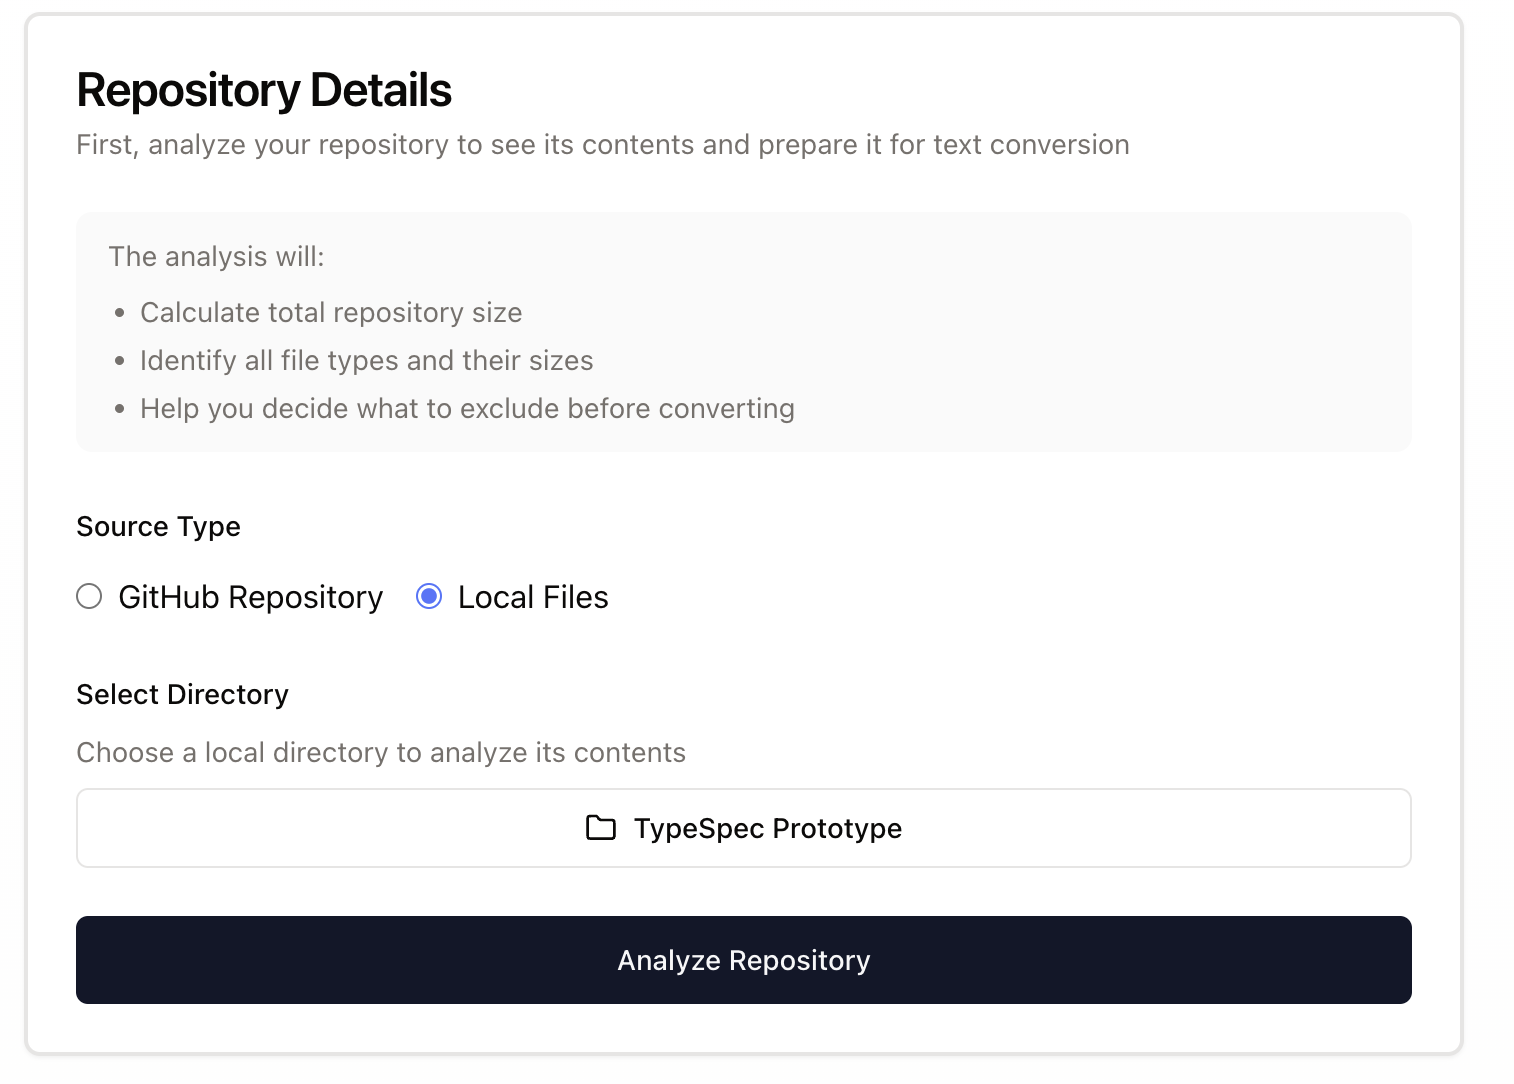 Repository Details
First, analyze your repository to see its contents and prepare it for text conversion
The analysis will:
• Calculate total repository size
• Identify all file types and their sizes
• Help you decide what to exclude before converting
Source Type
GitHub Repository Local Files
Select Directory
Choose a local directory to analyze its contents
TypeSpec Prototype
Analyze Repository